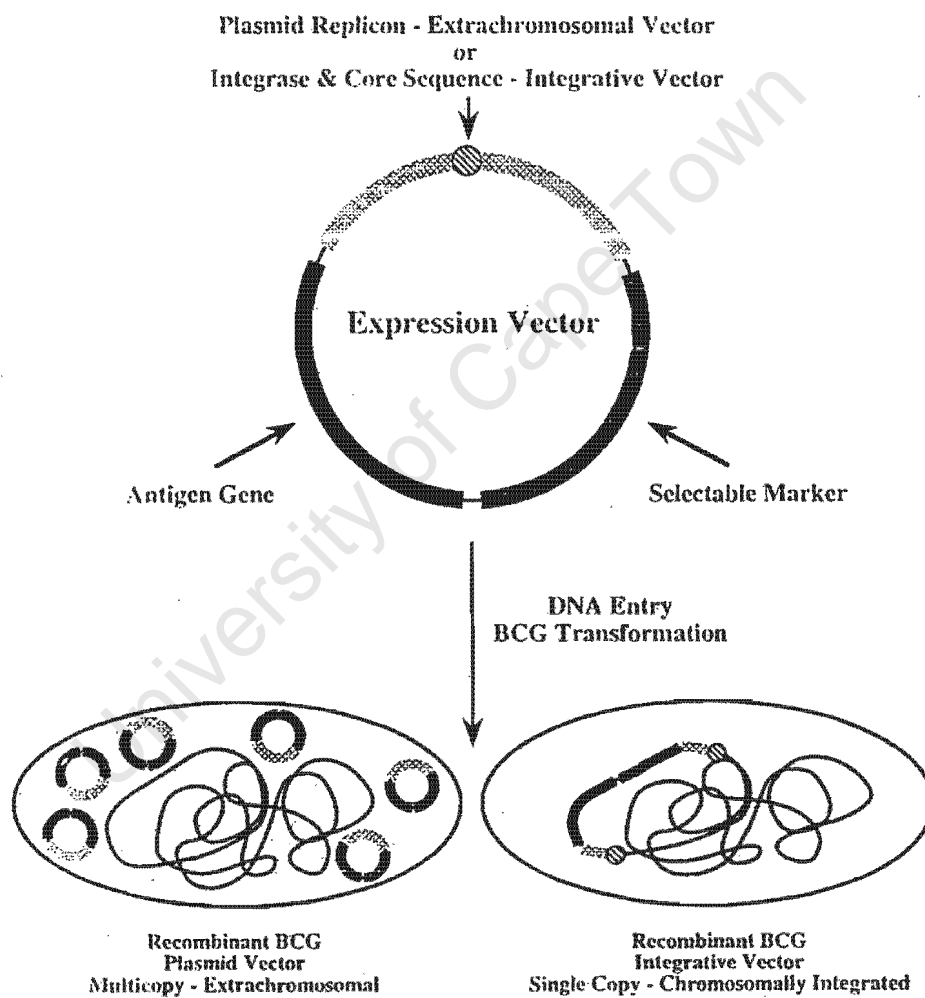 Plasmid Replicon - Extrachromosomal Vector
or
Integrase & Core Sequence - Integrative Vector
Expression Vector
Antigen Gene
Selectable Marker
DNA Entry
BCG Transformation
Recombinant BCG
Plasmid Vector
Multicopy - Extrachromosomal
Recombinant BCG
Integrative Vector
Single Copy - Chromosomally Integrated
University of Cape Town